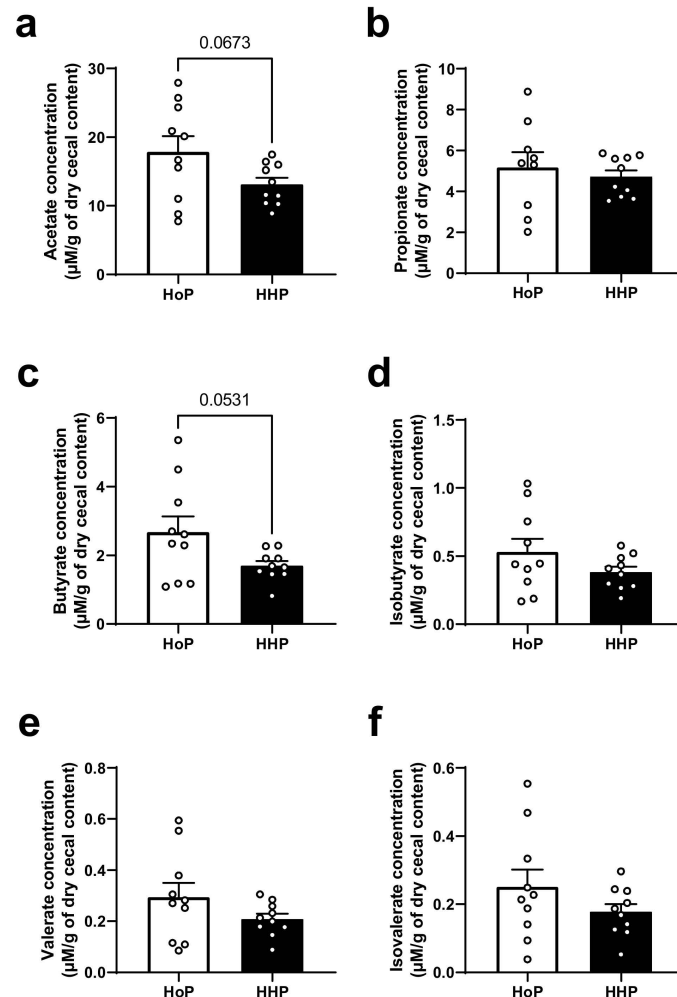 a
0.0673
Acetate concentration
(µM/g of dry cecal content)
30
20
10
0
HoP
HHP
b
Propionate concentration
(µM/g of dry cecal content)
10
8
6
4
2
0
HoP
HHP
c
0.0531
Butyrate concentration
(µM/g of dry cecal content)
6
4
2
0
HoP
HHP
d
Isobutyrate concentration
(µM/g of dry cecal content)
1.5
1.0
0.5
0.0
HoP
HHP
e
Valerate concentration
(µM/g of dry cecal content)
0.8
0.6
0.4
0.2
0.0
HoP
HHP
f
Isovalerate concentration
(µM/g of dry cecal content)
0.6
0.4
0.2
0.0
HoP
HHP